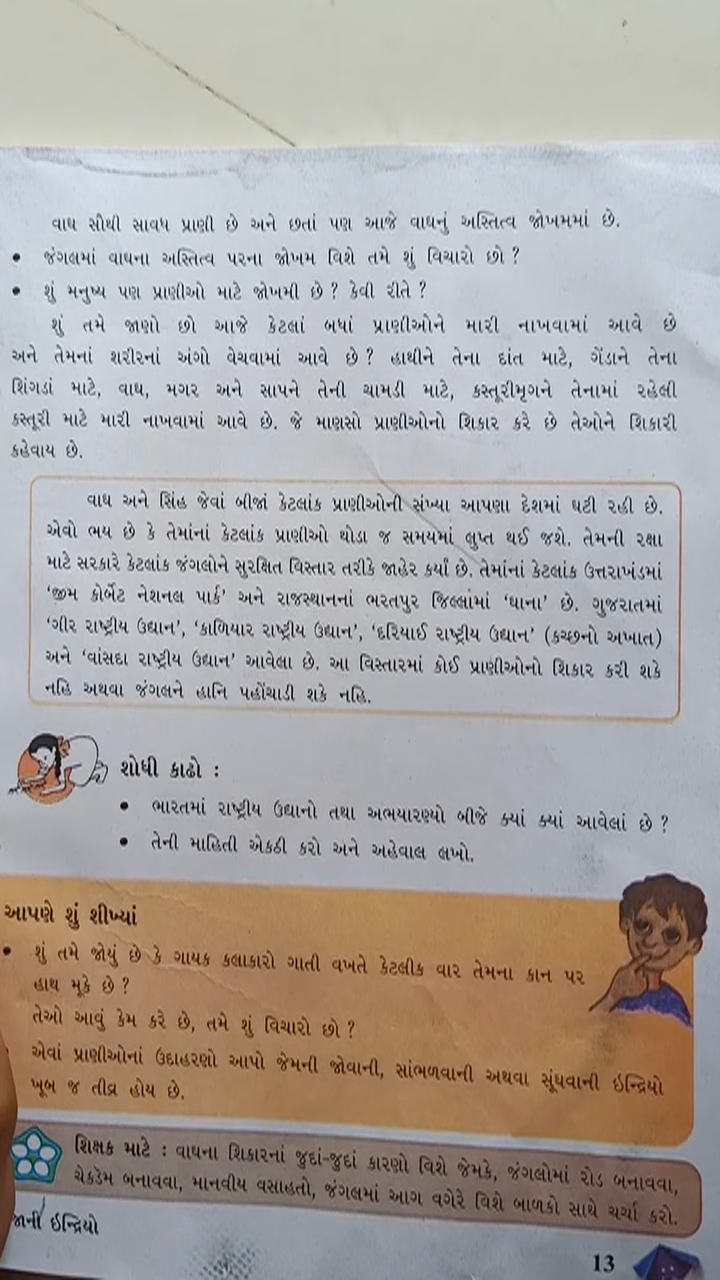 વાઘ સૌથી સાવધ પ્રાણી છે અને છતાં પણ આજે વાઘનું અસ્તિત્વ જોખમમાં છે.
• જંગલમાં વાઘના અસ્તિત્વ પરના જોખમ વિશે તમે શું વિચારો છો ?
• શું મનુષ્ય પણ પ્રાણીઓ માટે જોખમી છે ? કેવી રીતે ?
શું તમે જાણો છો આજે કેટલાં બધાં પ્રાણીઓને મારી નાખવામાં આવે છે
અને તેમનાં શરીરનાં અંગો વેચવામાં આવે છે ? હાથીને તેના દાંત માટે, ગેંડાને તેના
શિંગડાં માટે, વાઘ, મગર અને સાપને તેની ચામડી માટે, કસ્તૂરીમૃગને તેનામાં રહેલી
કસ્તૂરી માટે મારી નાખવામાં આવે છે. જે માણસો પ્રાણીઓનો શિકાર કરે છે તેઓને શિકારી
કહેવાય છે.
વાઘ અને સિંહ જેવાં બીજાં કેટલાંક પ્રાણીઓની સંખ્યા આપણા દેશમાં ઘટી રહી છે.
એવો ભય છે કે તેમાંનાં કેટલાંક પ્રાણીઓ થોડા જ સમયમાં લુપ્ત થઈ જશે. તેમની રક્ષા
માટે સરકારે કેટલાંક જંગલોને સુરક્ષિત વિસ્તાર તરીકે જાહેર કર્યાં છે. તેમાંનાં કેટલાંક ઉત્તરાખંડમાં
‘જીમ કોર્બેટ નેશનલ પાર્ક’ અને રાજસ્થાનનાં ભરતપુર જિલ્લામાં ‘ઘાના’ છે. ગુજરાતમાં
‘ગીર રાષ્ટ્રીય ઉદ્યાન’, ‘કાળિયાર રાષ્ટ્રીય ઉદ્યાન’, ‘દરિયાઈ રાષ્ટ્રીય ઉદ્યાન’ (કચ્છનો અખાત)
અને ‘વાંસદા રાષ્ટ્રીય ઉદ્યાન’ આવેલા છે. આ વિસ્તારમાં કોઈ પ્રાણીઓનો શિકાર કરી શકે
નહિ અથવા જંગલને હાનિ પહોંચાડી શકે નહિ.
શોધી કાઢો :
• ભારતમાં રાષ્ટ્રીય ઉદ્યાનો તથા અભયારણ્યો બીજે ક્યાં ક્યાં આવેલાં છે ?
• તેની માહિતી એકઠી કરો અને અહેવાલ લખો.
આપણે શું શીખ્યાં
• શું તમે જોયું છે કે ગાયક કલાકારો ગાતી વખતે કેટલીક વાર તેમના કાન પર
હાથ મૂકે છે ?
તેઓ આવું કેમ કરે છે, તમે શું વિચારો છો ?
એવાં પ્રાણીઓનાં ઉદાહરણો આપો જેમની જોવાની, સાંભળવાની અથવા સૂંઘવાની ઇન્દ્રિયો
ખૂબ જ તીવ્ર હોય છે.
શિક્ષક માટે : વાઘના શિકારનાં જુદાં-જુદાં કારણો વિશે જેમકે, જંગલોમાં રોડ બનાવવા,
ચેકડેમ બનાવવા, માનવીય વસાહતો, જંગલમાં આગ વગેરે વિશે બાળકો સાથે ચર્ચા કરો.
ઇન્દ્રિયો
13